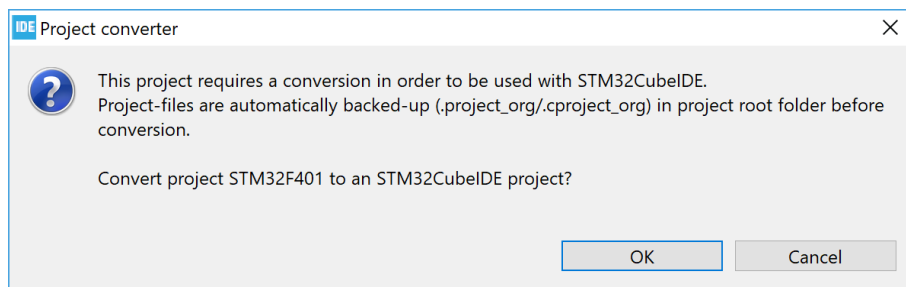 IDE Project converter
This project requires a conversion in order to be used with STM32CubeIDE.
Project-files are automatically backed-up (.project_org/.cproject_org) in project root folder before
conversion.
Convert project STM32F401 to an STM32CubeIDE project?
OK Cancel